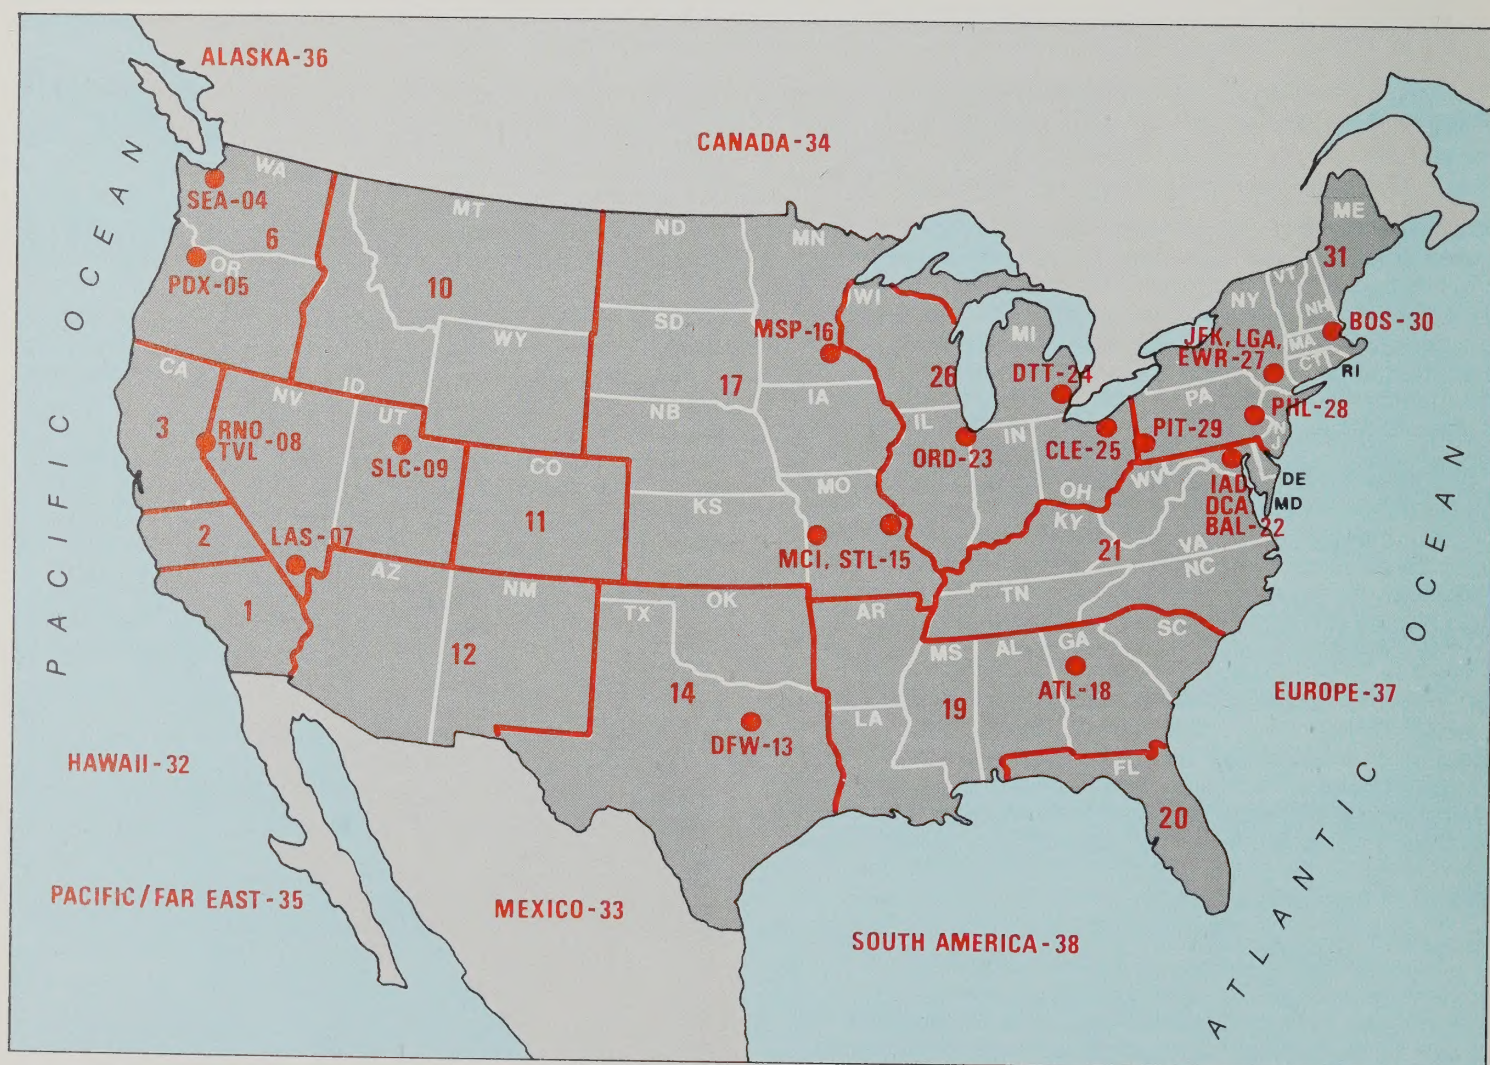 ALASKA-36
CANADA-34
PACIFIC OCEAN
WA
SEA-04
6
OR
PDX-05
MT
10
ND
MN
ME
31
VT
NY
NH
WI
SD
WY
MSP-16
MI
JFK, LGA,
EWR-27
BOS-30
MA
CT
RI
CA
ID
NV
17
26
DTT-24
PA
IA
NB
UT
IL
IN
3
RNO
TVL-08
SLC-09
CO
ORD-23
CLE-25
PIT-29
PHL-28
NJ
MO
KS
OH
WV
IAD,
DCA,
BAL-22
DE
MD
2
11
LAS-07
MCI, STL-15
KY
21
VA
NC
AZ
NM
TX
OK
AR
TN
1
12
MS
AL
GA
SC
14
ATL-18
19
LA
DFW-13
EUROPE-37
HAWAII-32
FL
20
PACIFIC/FAR EAST-35
MEXICO-33
SOUTH AMERICA-38
ATLANTIC OCEAN